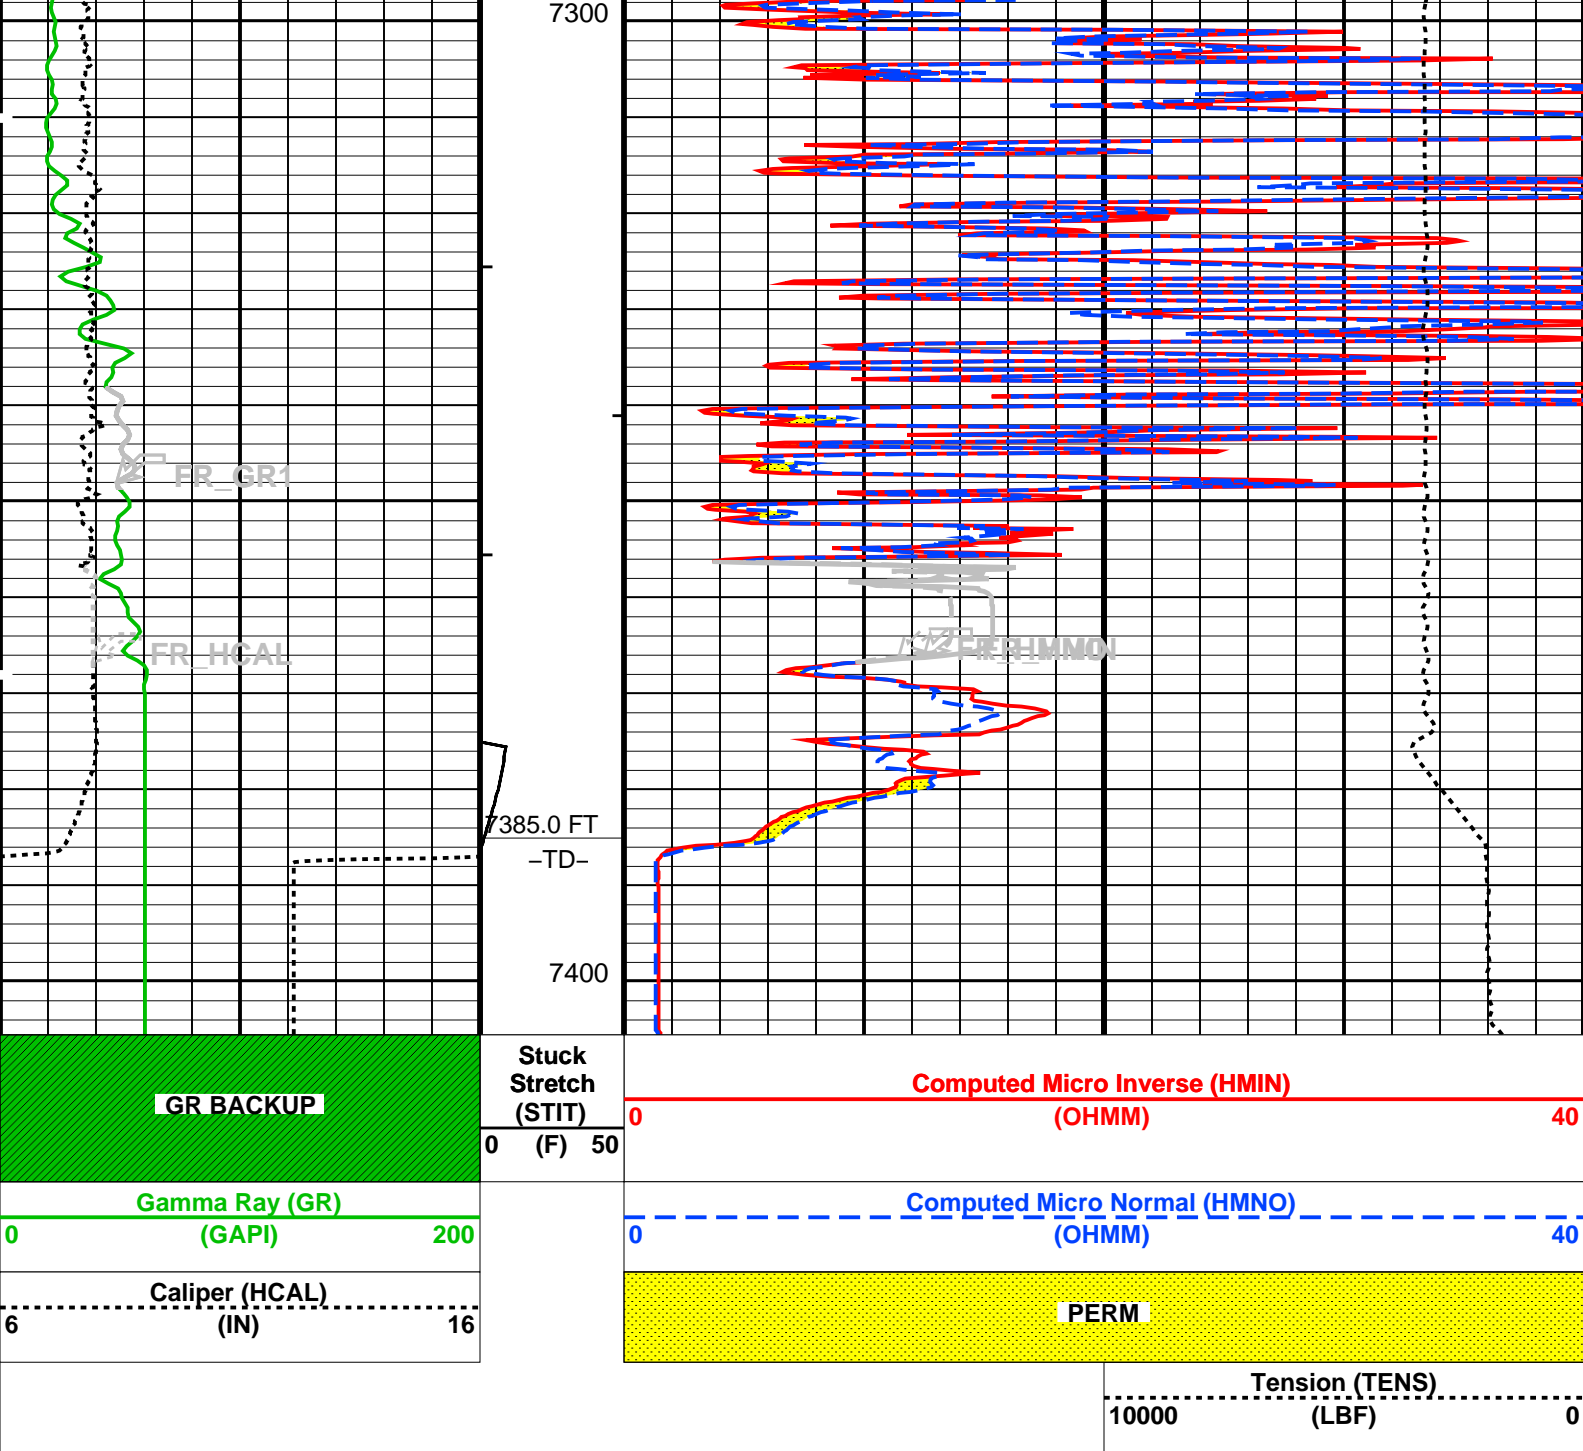 7300
FR_GR1
FR_HCAL
7385.0 FT
–TD–
7400
GR BACKUP
Stuck
Stretch
(STIT)
0 (F) 50
Computed Micro Inverse (HMIN)
0 (OHMM) 40
Gamma Ray (GR)
0 (GAPI) 200
Computed Micro Normal (HMNO)
0 (OHMM) 40
Caliper (HCAL)
6 (IN) 16
PERM
Tension (TENS)
10000 (LBF) 0